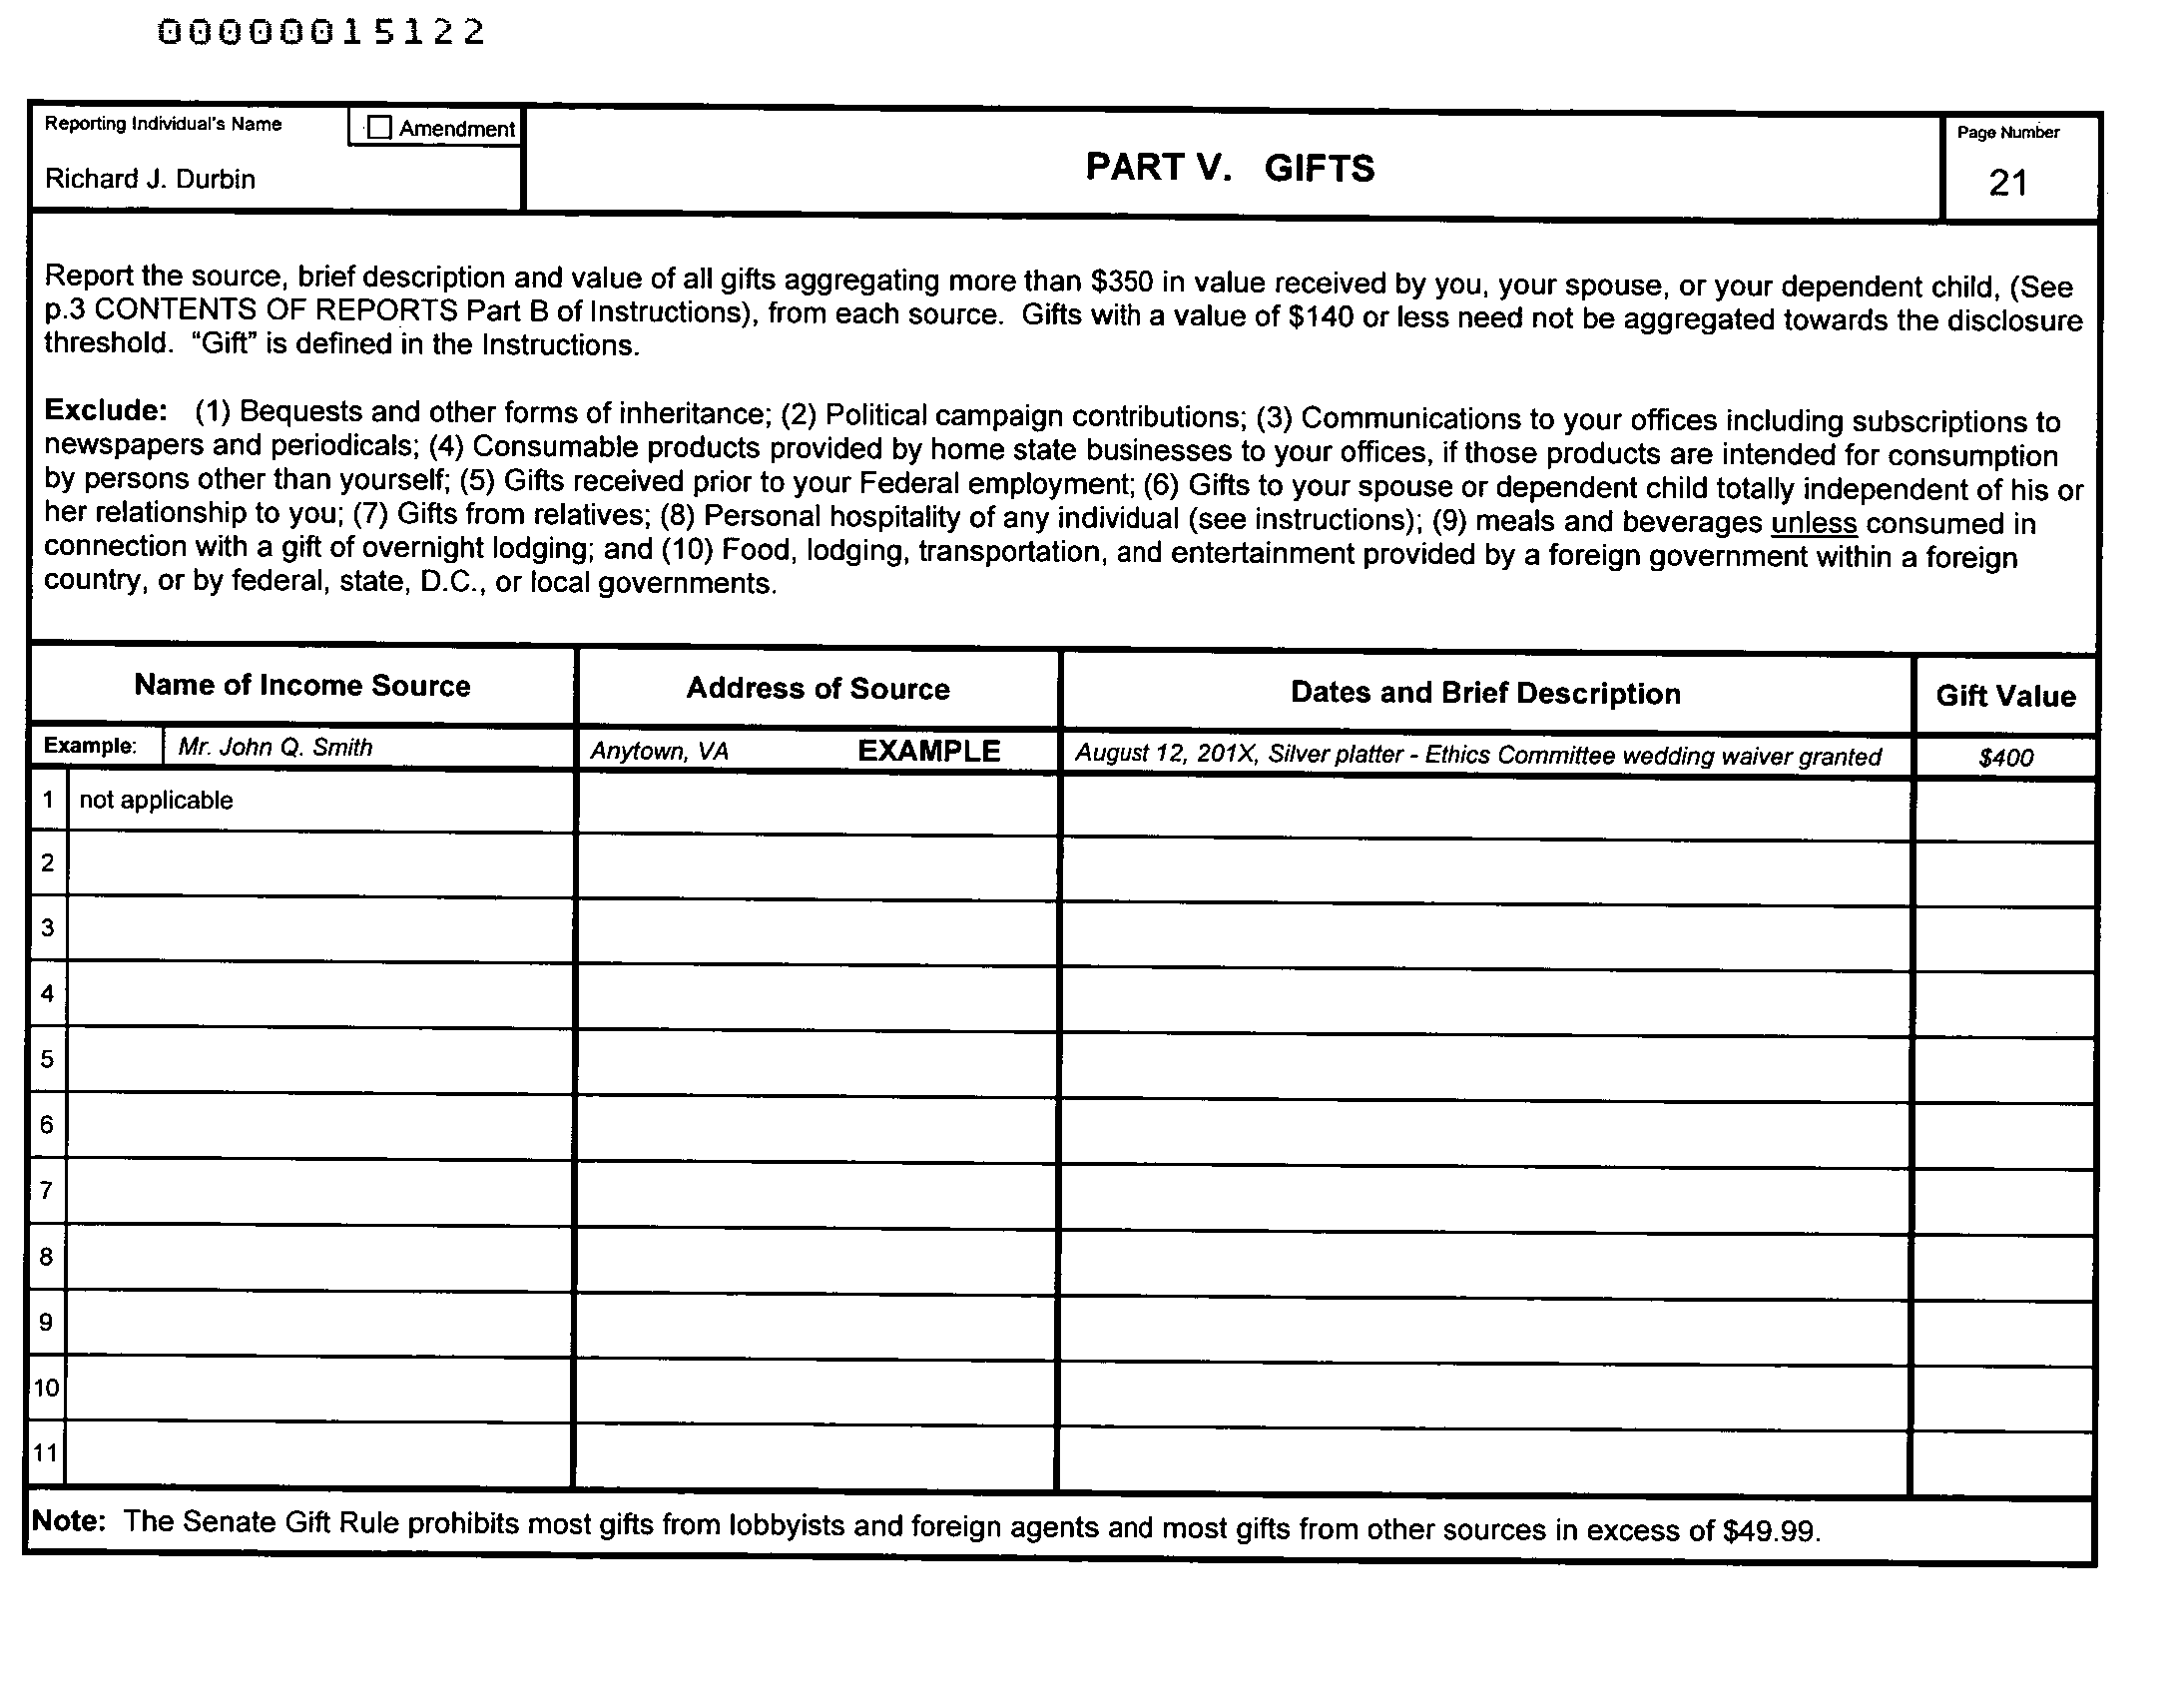 00000015122
Reporting Individual's Name
Amendment
Richard J. Durbin
PART V. GIFTS
Page Number
21
Report the source, brief description and value of all gifts aggregating more than $350 in value received by you, your spouse, or your dependent child, (See
p.3 CONTENTS OF REPORTS Part B of Instructions), from each source. Gifts with a value of $140 or less need not be aggregated towards the disclosure
threshold. “Gift” is defined in the Instructions.
Exclude: (1) Bequests and other forms of inheritance; (2) Political campaign contributions; (3) Communications to your offices including subscriptions to
newspapers and periodicals; (4) Consumable products provided by home state businesses to your offices, if those products are intended for consumption
by persons other than yourself; (5) Gifts received prior to your Federal employment; (6) Gifts to your spouse or dependent child totally independent of his or
her relationship to you; (7) Gifts from relatives; (8) Personal hospitality of any individual (see instructions); (9) meals and beverages unless consumed in
connection with a gift of overnight lodging; and (10) Food, lodging, transportation, and entertainment provided by a foreign government within a foreign
country, or by federal, state, D.C., or local governments.
Name of Income Source Address of Source Dates and Brief Description Gift Value
Example: Mr. John Q. Smith Anytown, VA EXAMPLE August 12, 201X, Silver platter - Ethics Committee wedding waiver granted $400
1 not applicable
2
3
4
5
6
7
8
9
10
11
Note: The Senate Gift Rule prohibits most gifts from lobbyists and foreign agents and most gifts from other sources in excess of $49.99.